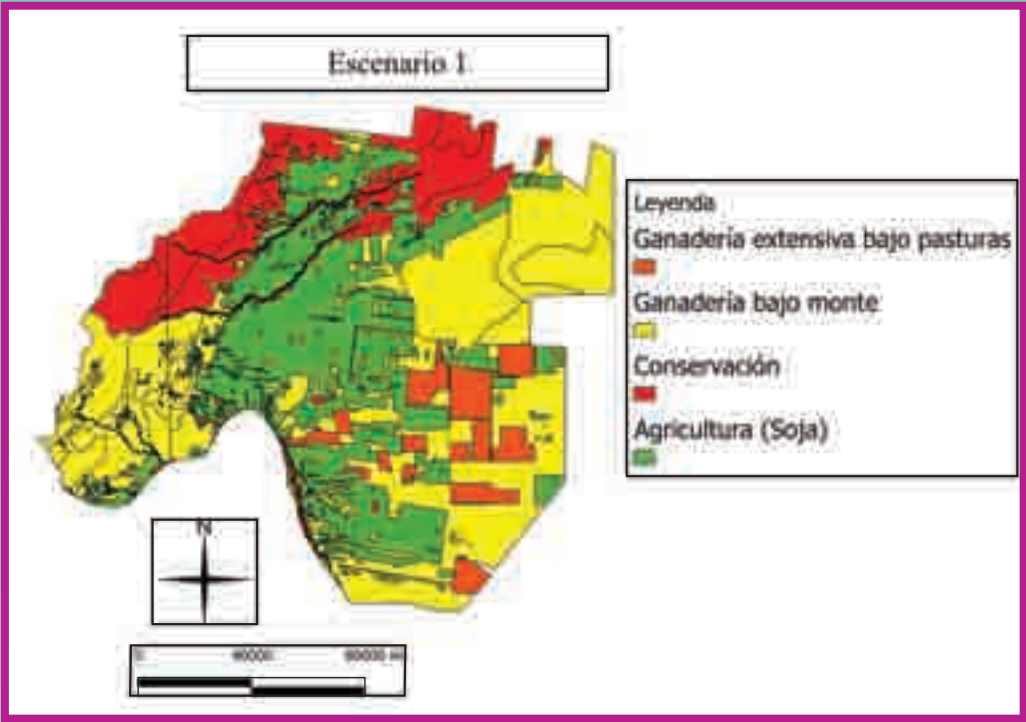 Escenario 1
Leyenda
Ganadería extensiva bajo pasturas
Ganadería bajo monte
Conservación
Agricultura (Soja)
N
0 40000 80000 m